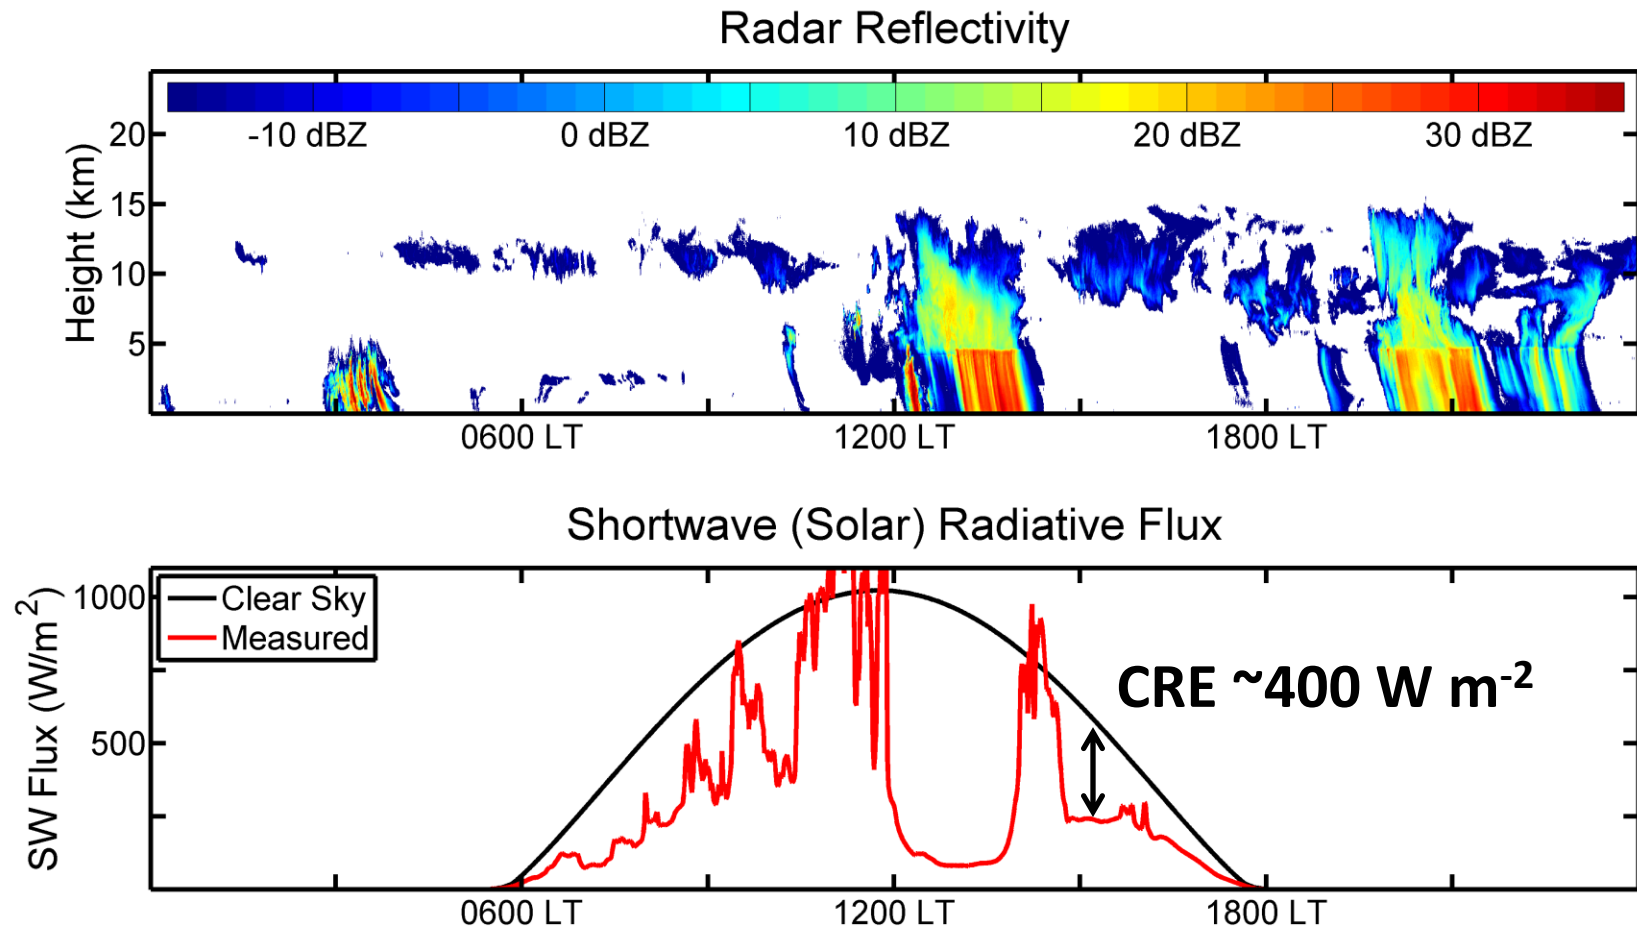 Radar Reflectivity
-10 dBZ 0 dBZ 10 dBZ 20 dBZ 30 dBZ
Height (km)
20
15
10
5
0600 LT 1200 LT 1800 LT
Shortwave (Solar) Radiative Flux
SW Flux (W/m²)
1000
500
Clear Sky
Measured
CRE ~400 W m⁻²
0600 LT 1200 LT 1800 LT